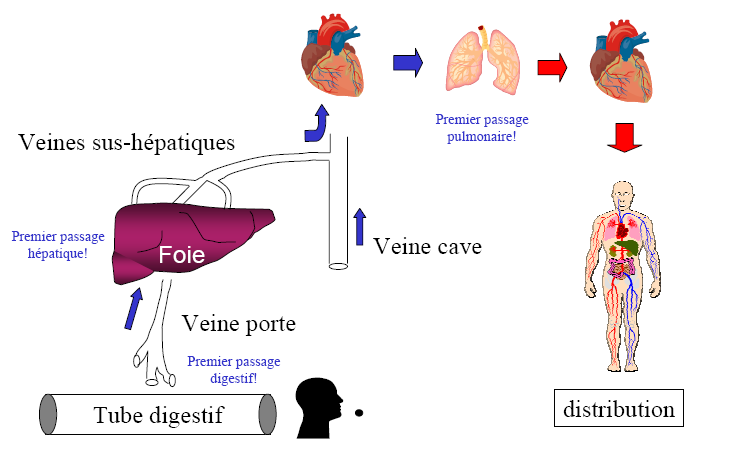 Premier passage
pulmonaire!
Veines sus-hépatiques
Premier passage
hépatique!
Foie
Veine cave
Veine porte
Premier passage
digestif!
Tube digestif
distribution